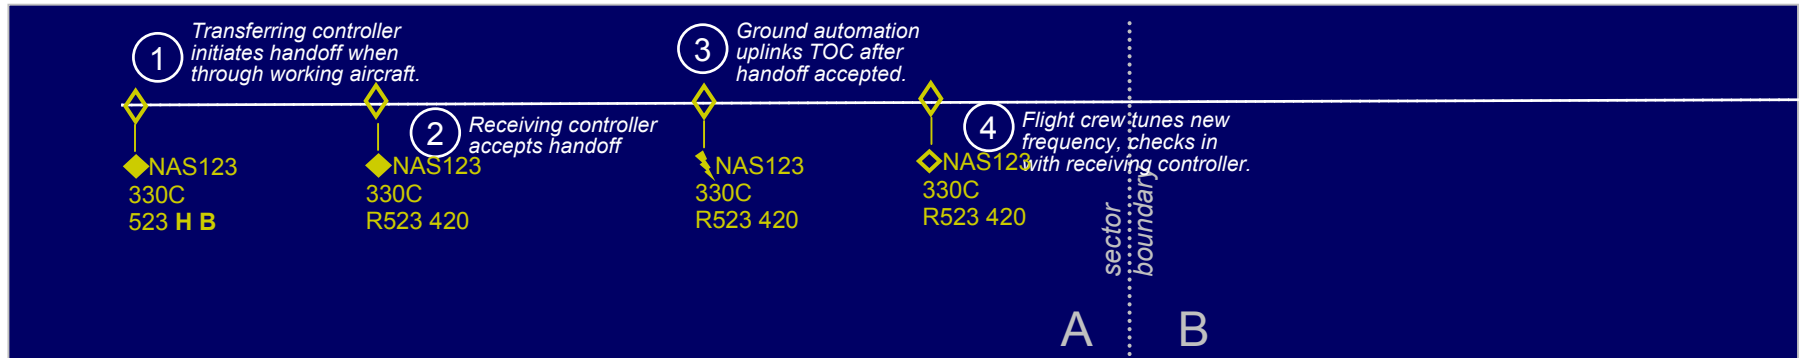 1
Transferring controller
initiates handoff when
through working aircraft.
NAS123
330C
523 H B
2
Receiving controller
accepts handoff
NAS123
330C
R523 420
3
Ground automation
uplinks TOC after
handoff accepted.
NAS123
330C
R523 420
4
Flight crew tunes new
frequency, checks in
with receiving controller.
NAS123
330C
R523 420
sector
boundary
A
B